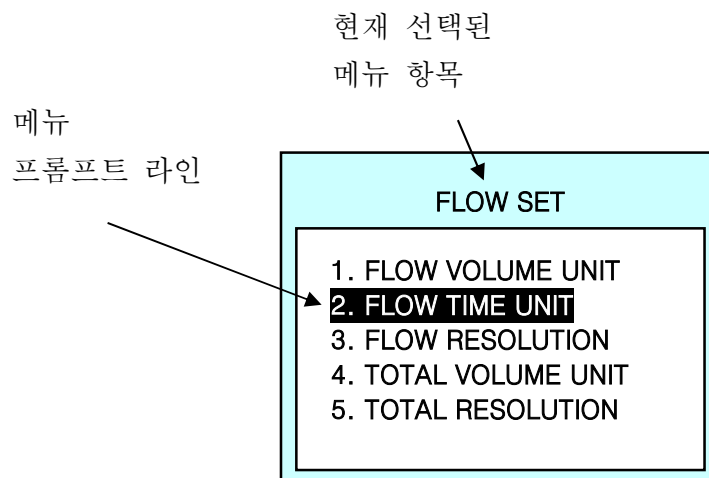 현재 선택된
메뉴 항목
메뉴
프롬프트 라인
FLOW SET
1. FLOW VOLUME UNIT
2. FLOW TIME UNIT
3. FLOW RESOLUTION
4. TOTAL VOLUME UNIT
5. TOTAL RESOLUTION